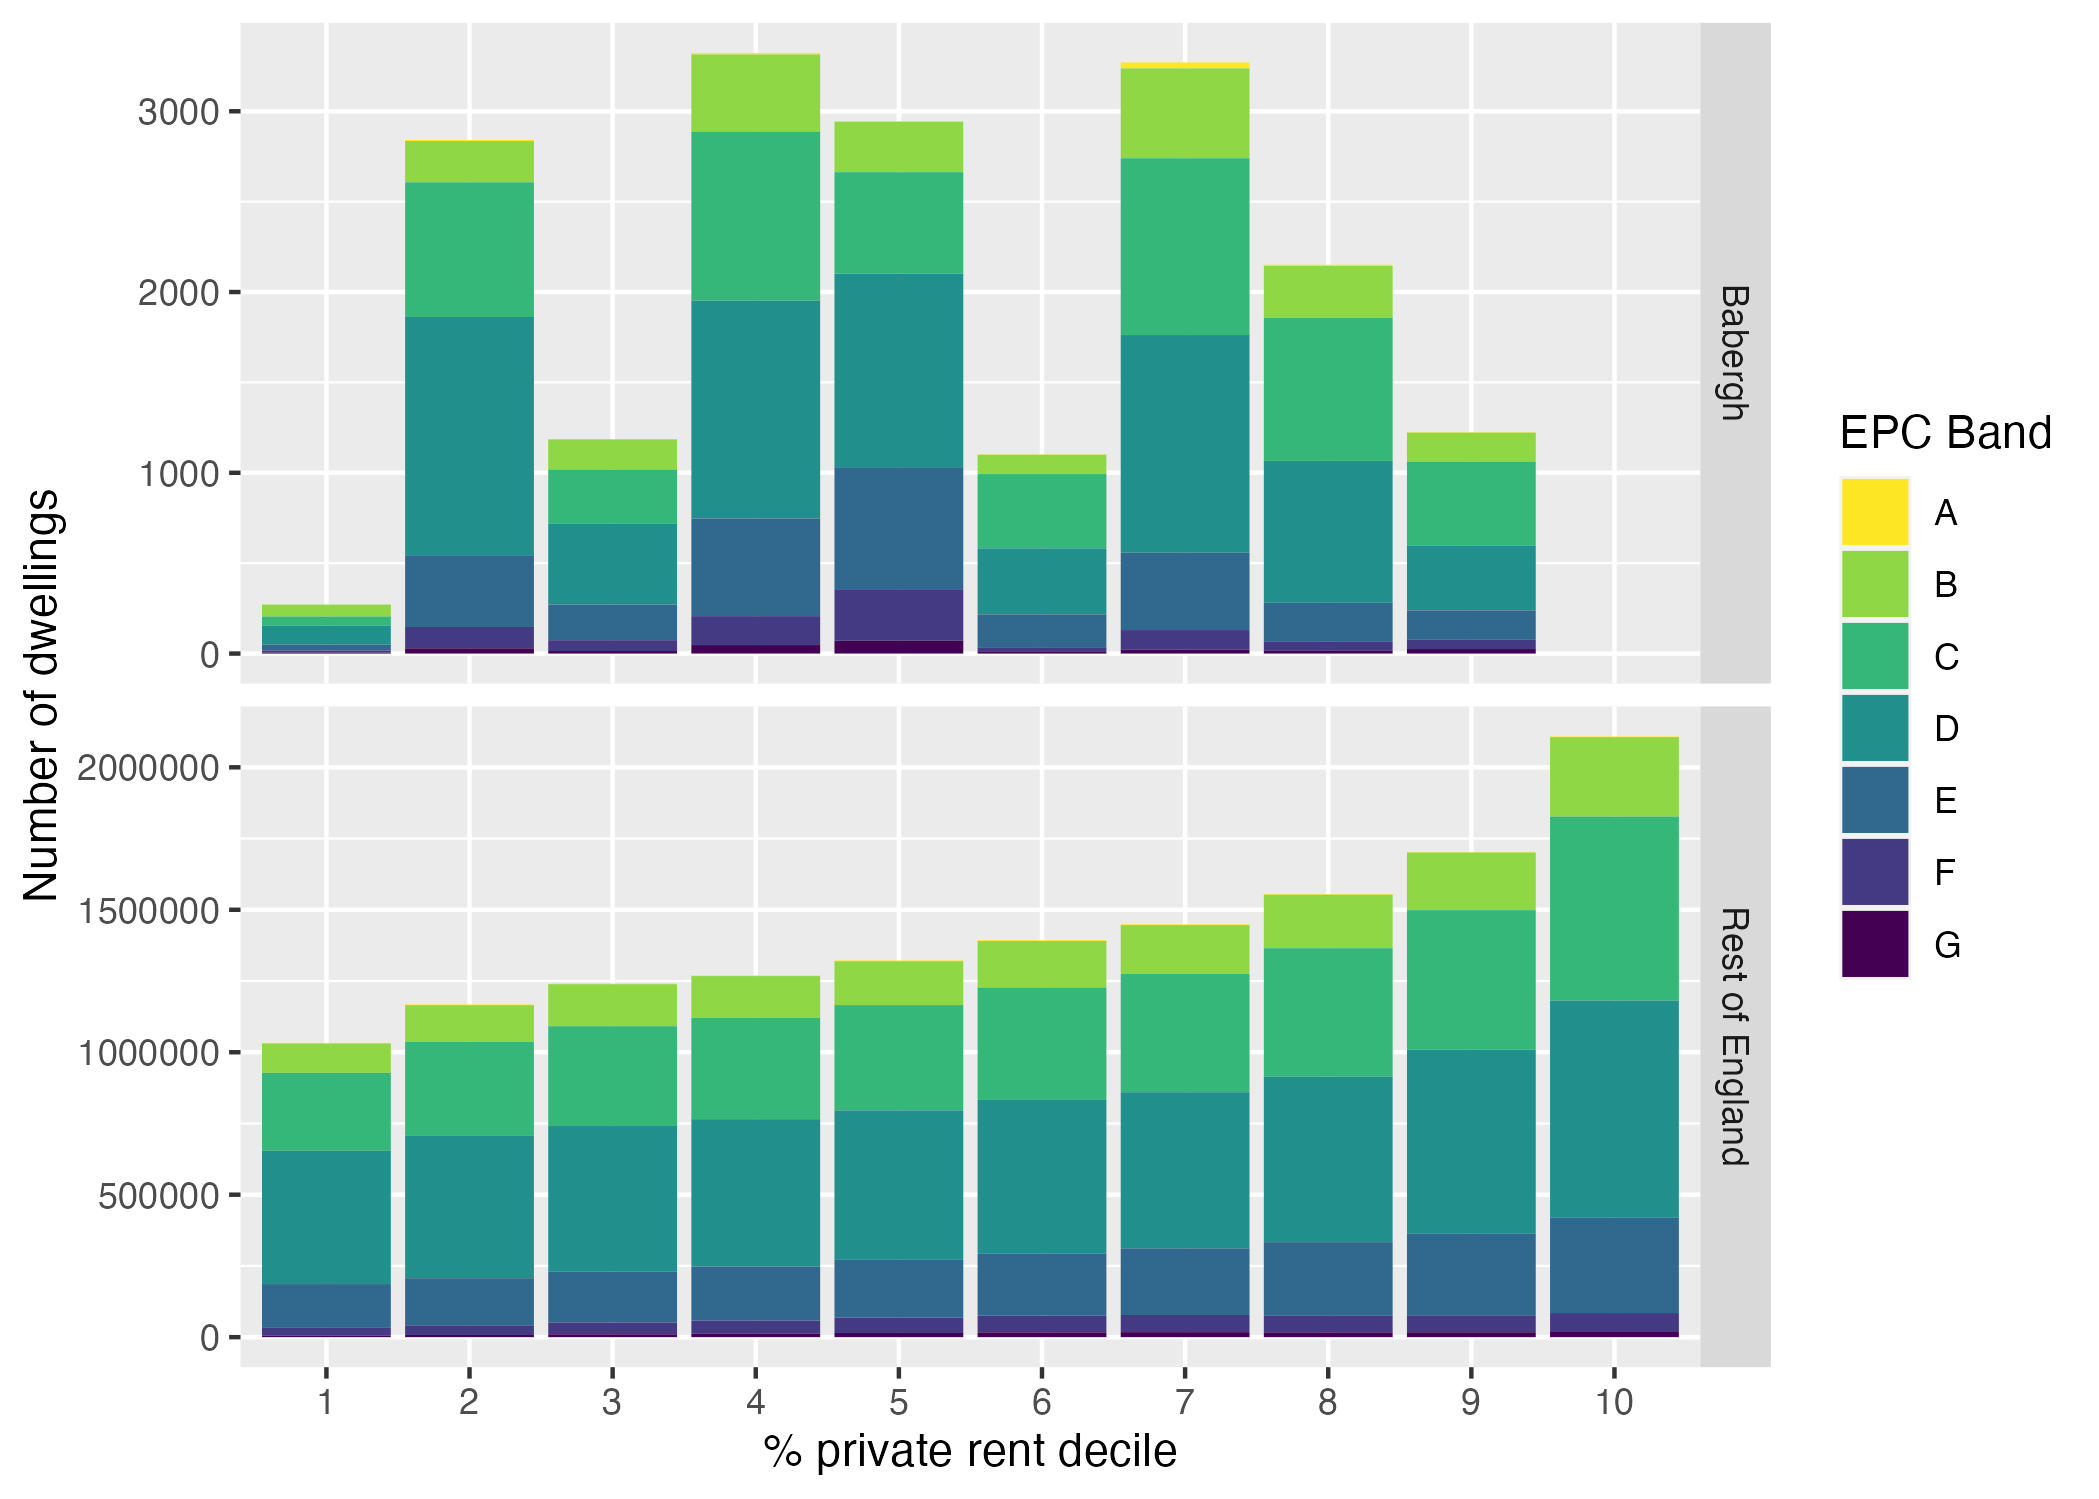 Number of dwellings
3000
2000
1000
0
Babergh
2000000
1500000
1000000
500000
0
Rest of England
1 2 3 4 5 6 7 8 9 10
% private rent decile
EPC Band
A
B
C
D
E
F
G